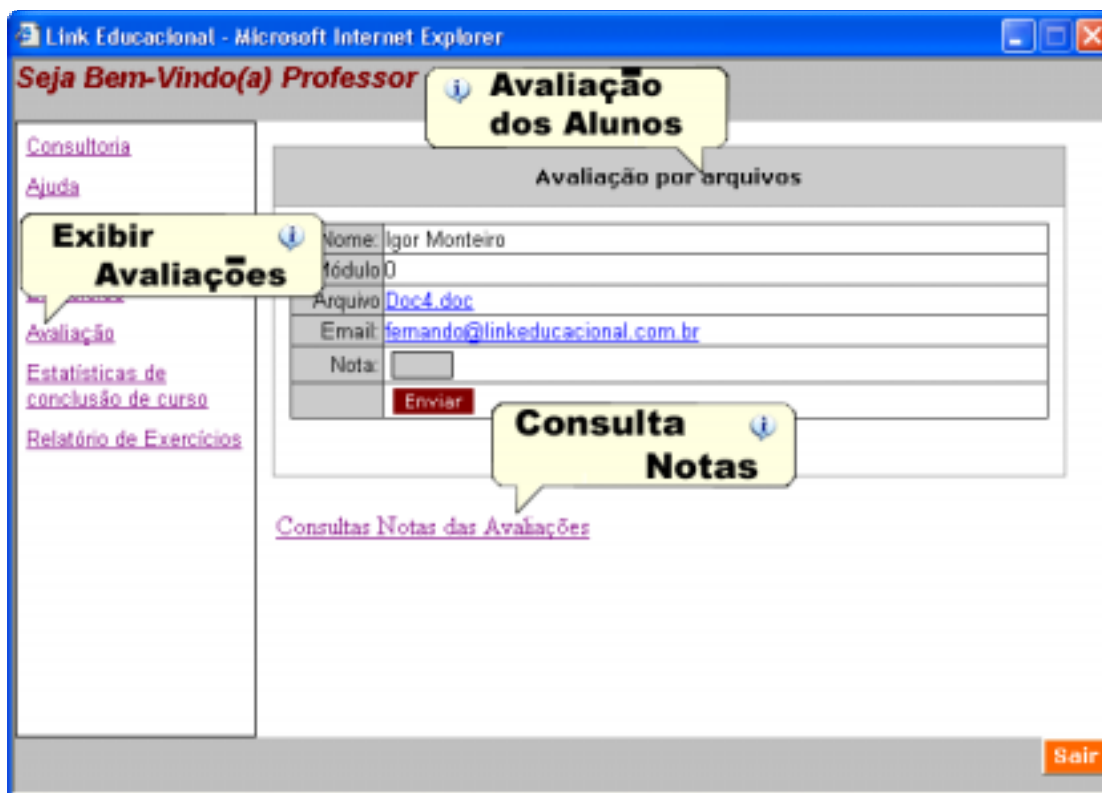 Link Educacional - Microsoft Internet Explorer
Seja Bem-Vindo(a) Professor
Avaliação
dos Alunos
Consultoria
Ajuda
Exibir
Avaliações
Avaliação
Estatísticas de
conclusão de curso
Relatório de Exercícios
Avaliação por arquivos
Nome: Igor Monteiro
Módulo 0
Arquivo Doc4.doc
Email: fernando@linkeducacional.com.br
Nota:
Enviar
Consulta
Notas
Consultas Notas das Avaliações
Sair